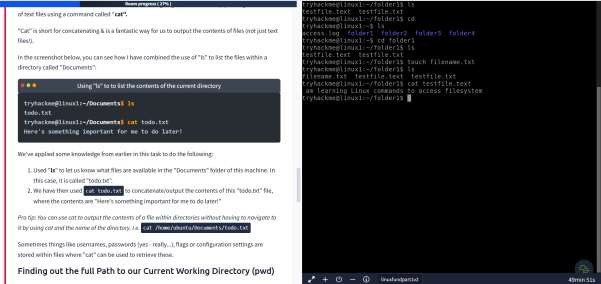 Room progress ( 27% )
of text files using a command called "cat".
"Cat" is short for concatenating & is a fantastic way for us to output the contents of files (not just text
files!).
In the screenshot below, you can see how I have combined the use of "ls" to list the files within a
directory called "Documents":
Using "ls" to list the contents of the current directory
tryhackme@linux1:~/Documents$ ls
todo.txt
tryhackme@linux1:~/Documents$ cat todo.txt
Here's something important for me to do later!
We've applied some knowledge from earlier in this task to do the following:
1. Used "ls" to let us know what files are available in the "Documents" folder of this machine. In
this case, it is called "todo.txt".
2. We have then used cat todo.txt to concatenate/output the contents of this "todo.txt" file,
where the contents are "Here's something important for me to do later!"
Pro tip: You can use cat to output the contents of a file within directories without having to navigate to
it by using cat and the name of the directory. I.e. cat /home/ubuntu/Documents/todo.txt
Sometimes things like usernames, passwords (yes - really...), flags or configuration settings are
stored within files where "cat" can be used to retrieve these.
Finding out the full Path to our Current Working Directory (pwd)
tryhackme@linux1:~/folder1$ ls
testfile.text testfile.txt
tryhackme@linux1:~/folder1$ cd
tryhackme@linux1:~$ ls
access.log folder1 folder2 folder3 folder4
tryhackme@linux1:~$ cd folder1
tryhackme@linux1:~/folder1$ ls
testfile.text testfile.txt
tryhackme@linux1:~/folder1$ touch filename.txt
tryhackme@linux1:~/folder1$ ls
filename.txt testfile.text testfile.txt
tryhackme@linux1:~/folder1$ cat testfile.text
am learning Linux commands to access filesystem
tryhackme@linux1:~/folder1$
linuxfundpart1
49min 51s